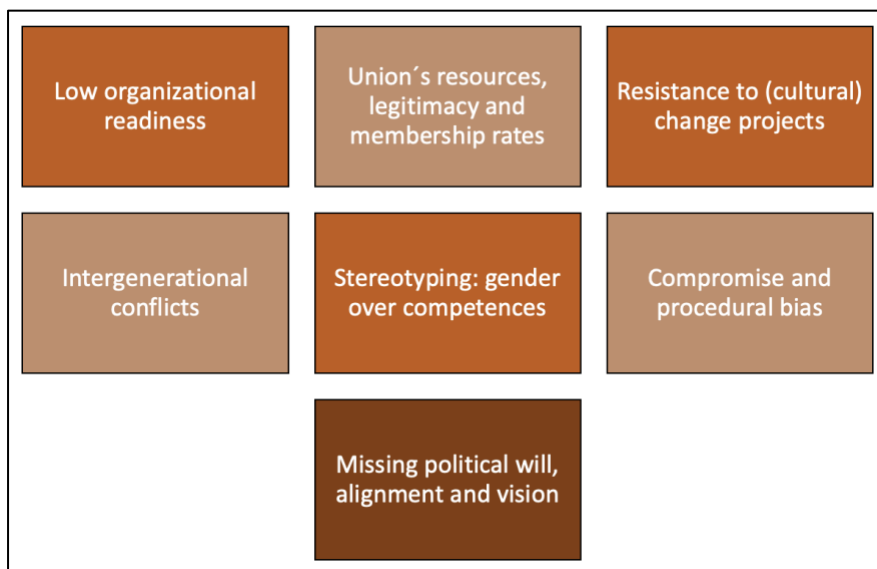 Low organizational
readiness
Union´s resources,
legitimacy and
membership rates
Resistance to (cultural)
change projects
Intergenerational
conflicts
Stereotyping: gender
over competences
Compromise and
procedural bias
Missing political will,
alignment and vision